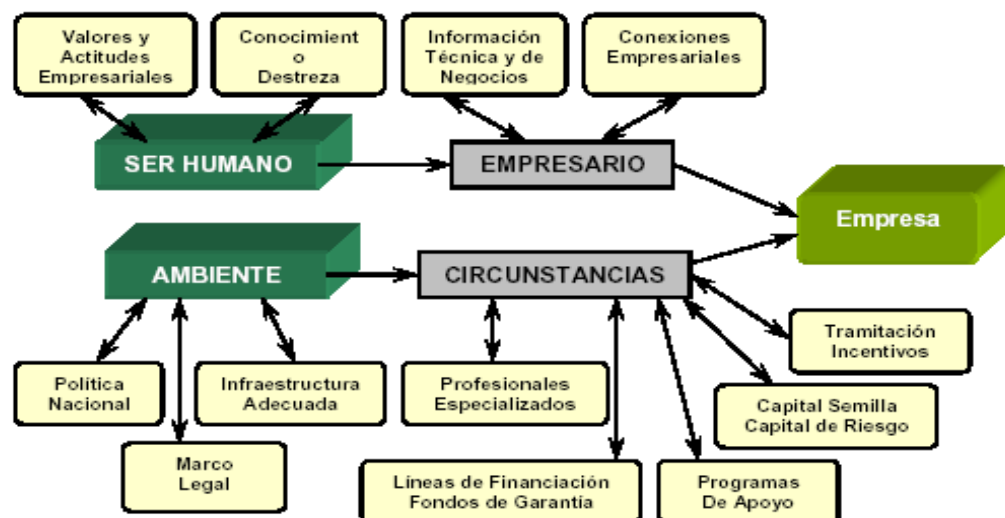 Valores y
Actitudes
Empresariales
Conocimient
o
Destreza
Información
Técnica y de
Negocios
Conexiones
Empresariales
SER HUMANO
EMPRESARIO
Empresa
AMBIENTE
CIRCUNSTANCIAS
Tramitación
Incentivos
Política
Nacional
Infraestructura
Adecuada
Profesionales
Especializados
Capital Semilla
Capital de Riesgo
Marco
Legal
Líneas de Financiación
Fondos de Garantía
Programas
De Apoyo